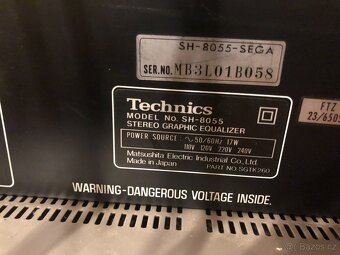 SH-8055-SEGA
SER.NO. MB3L01B058
Technics
MODEL No. SH-8055
STEREO GRAPHIC EQUALIZER
POWER SOURCE : ∿50/60Hz 17W
110V 120V 220V 240V
Matsushita Electric Industrial Co., Ltd.
Made in Japan
PART NO SGTK260
FTZ
WARNING-DANGEROUS VOLTAGE INSIDE.
bazos.cz